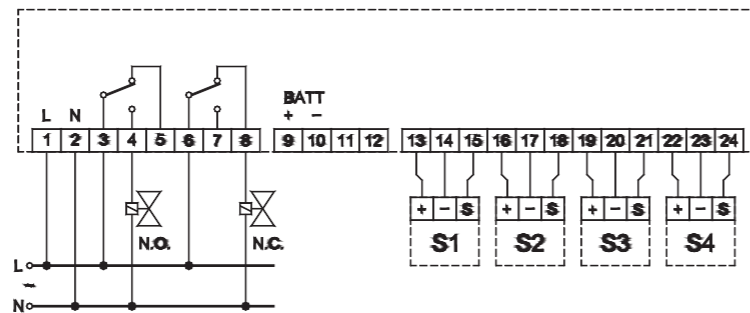 BATT
L N + −
1 2 3 4 5 6 7 8 9 10 11 12 13 14 15 16 17 18 19 20 21 22 23 24
+ − S + − S + − S + − S
N.O. N.C. S1 S2 S3 S4
L
~
N